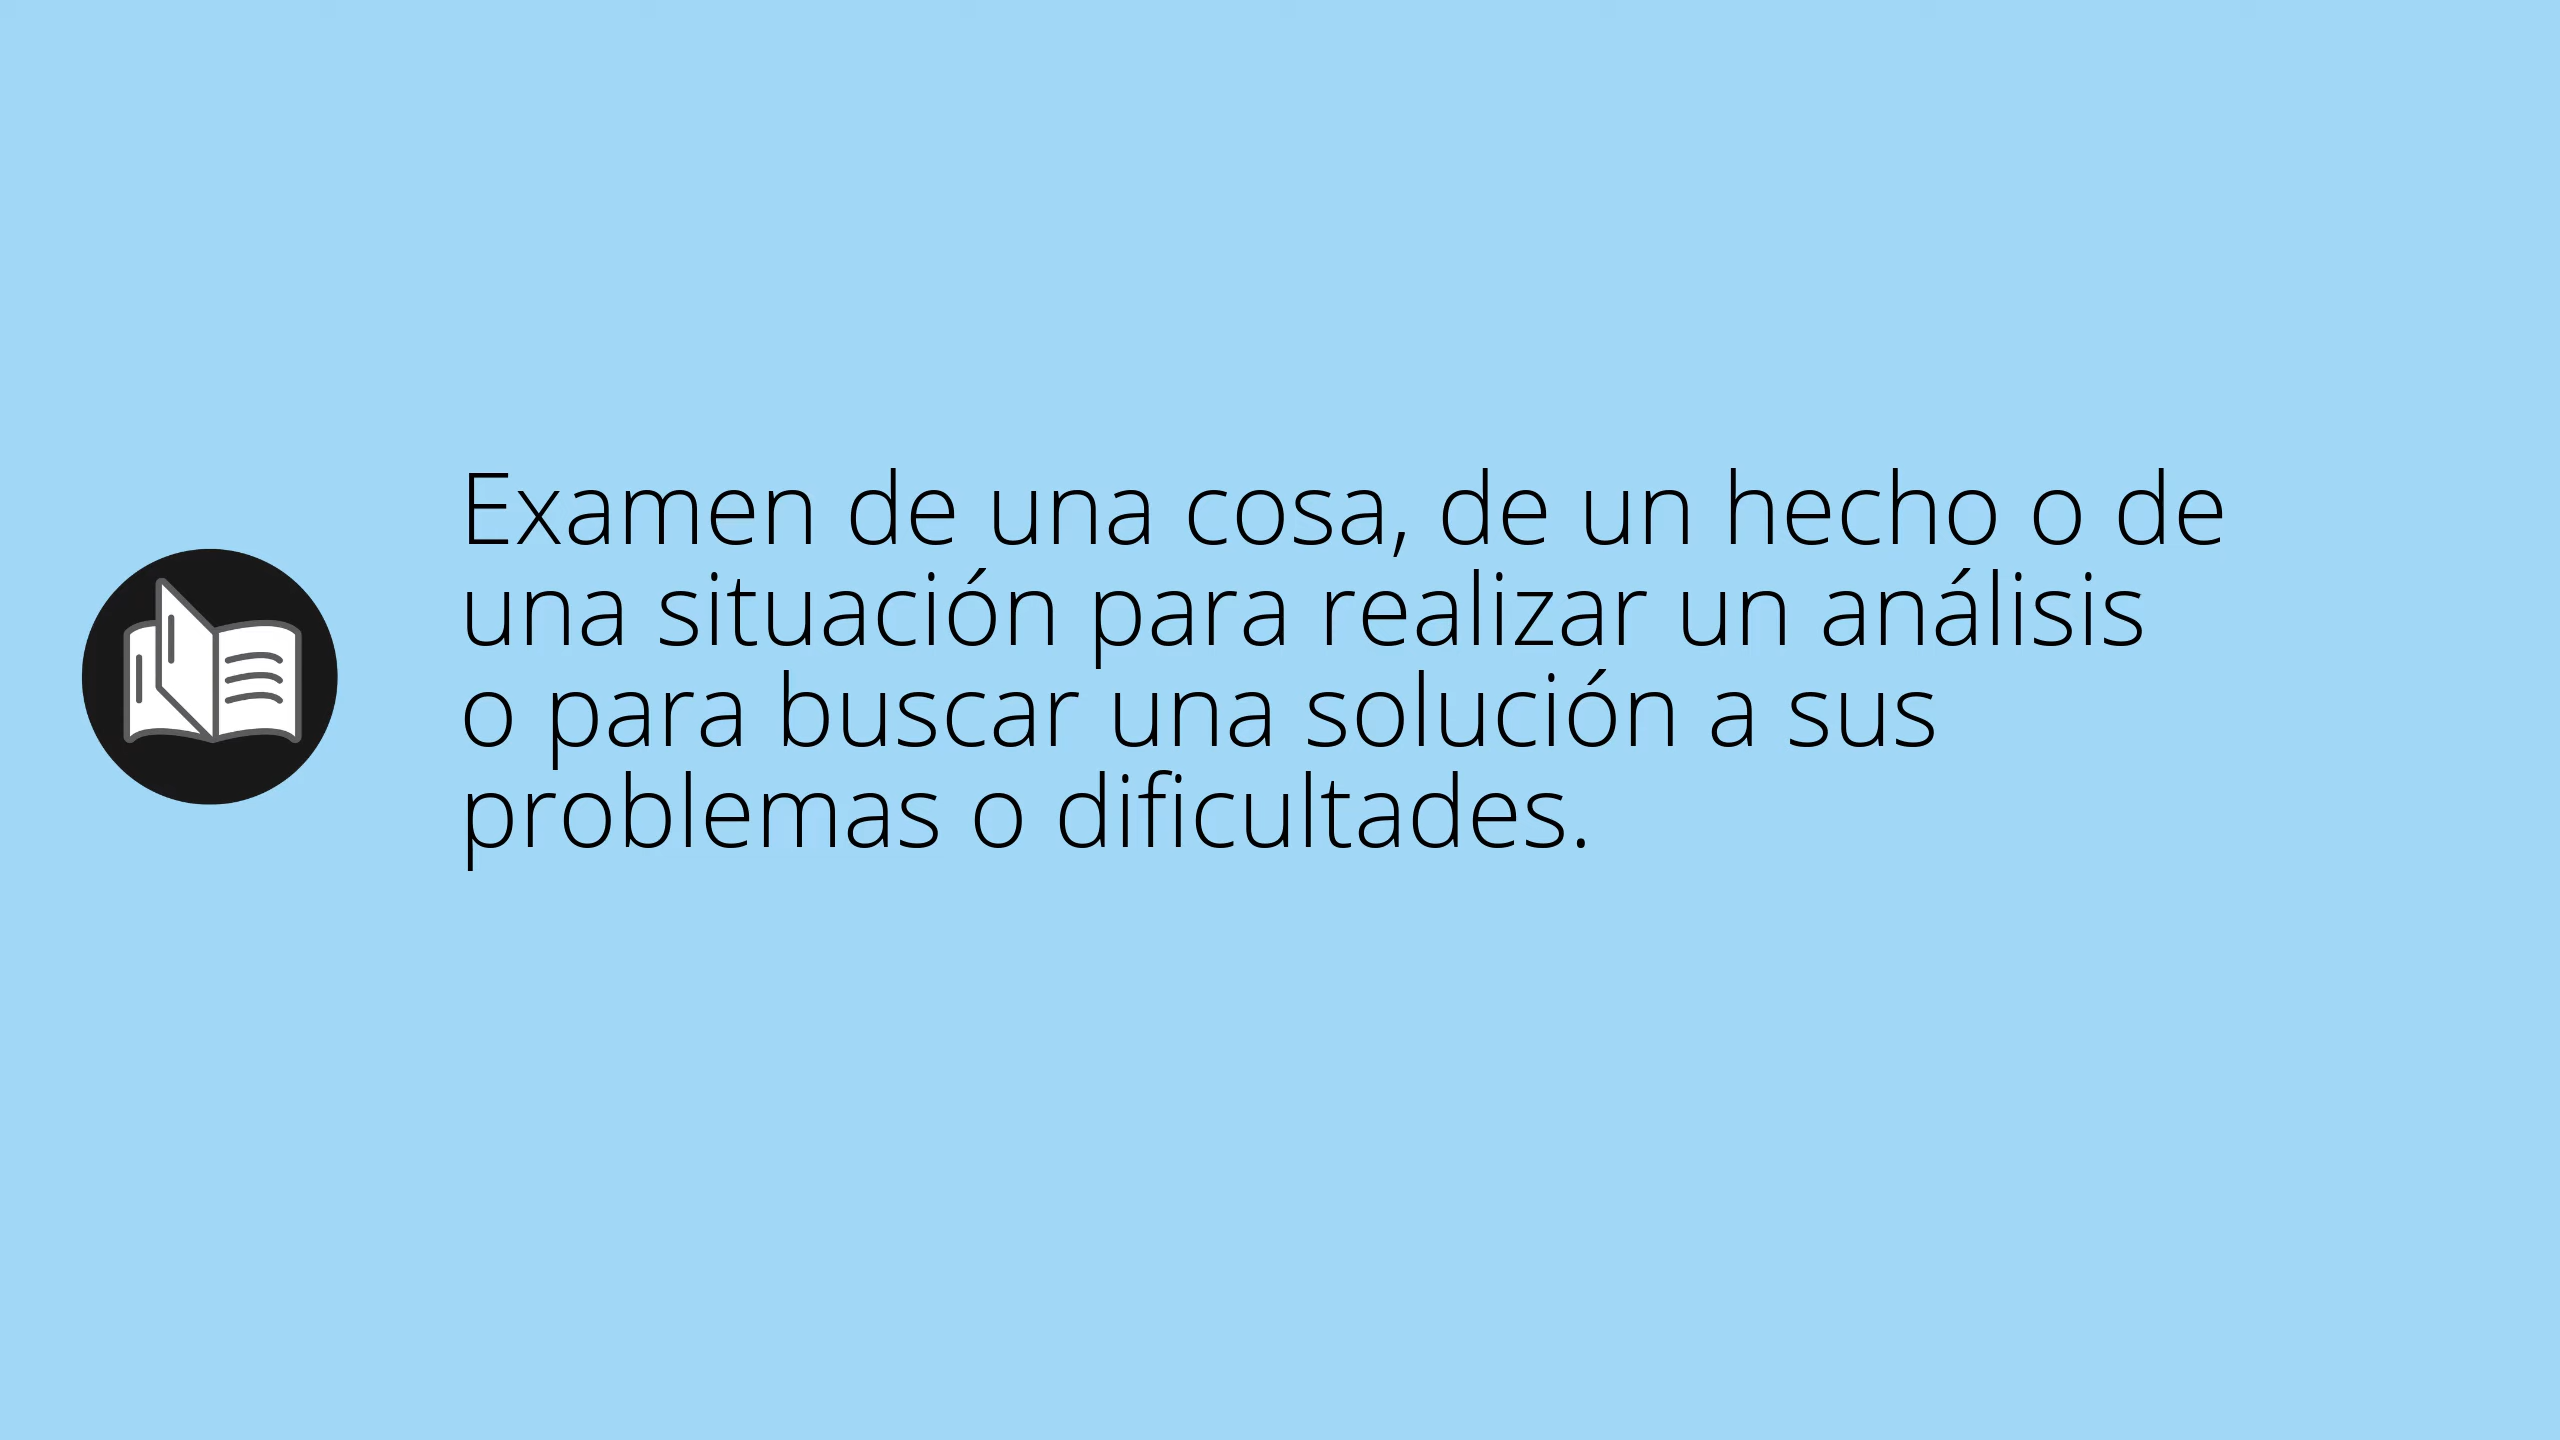 Examen de una cosa, de un hecho o de
una situación para realizar un análisis
o para buscar una solución a sus
problemas o dificultades.